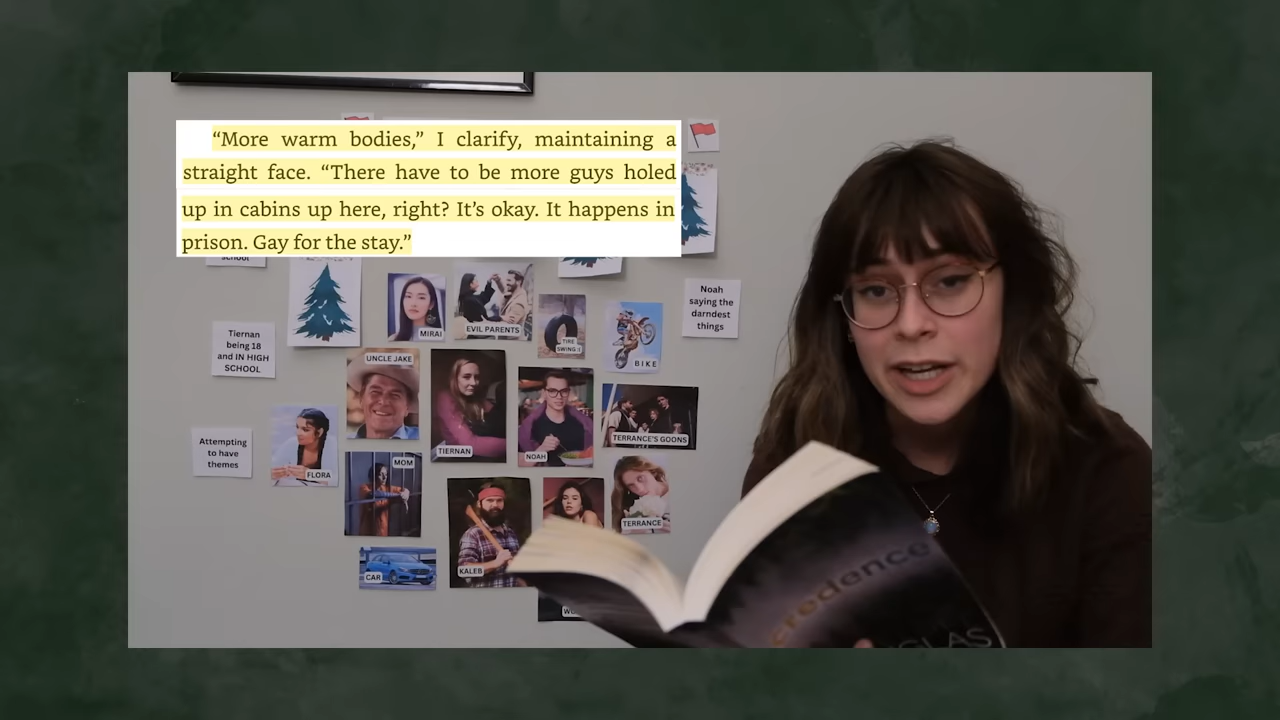 “More warm bodies,” I clarify, maintaining a
straight face. “There have to be more guys holed
up in cabins up here, right? It’s okay. It happens in
prison. Gay for the stay.”
school
MIRAI
EVIL PARENTS
TIRE
SWING :(
BIKE
Noah
saying the
darndest
things
Tiernan
being 18
and IN HIGH
SCHOOL
UNCLE JAKE
TIERNAN
NOAH
TERRANCE'S GOONS
Attempting
to have
themes
FLORA
MOM
TERRANCE
KALEB
CAR
credence